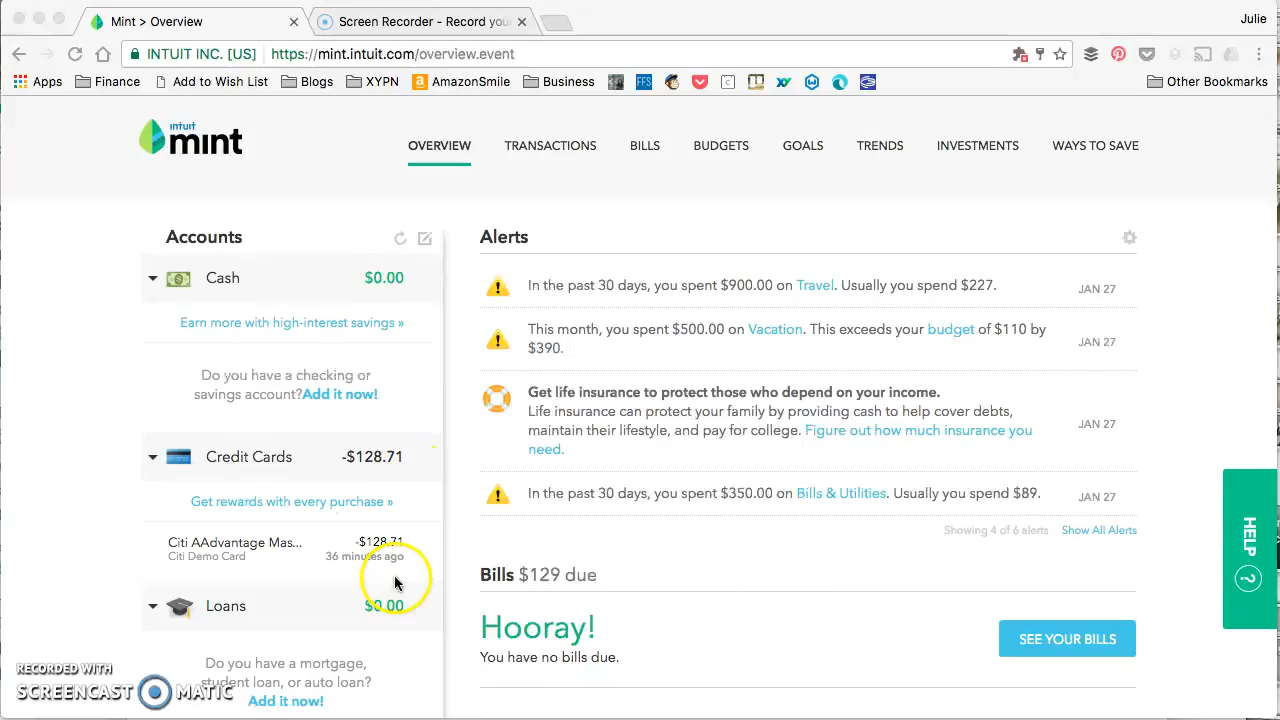 Mint > Overview
Screen Recorder - Record you
Julie
INTUIT INC. [US]
https://mint.intuit.com/overview.event
Apps
Finance
Add to Wish List
Blogs
XYPN
AmazonSmile
Business
FFS
Other Bookmarks
intuit
mint
OVERVIEW
TRANSACTIONS
BILLS
BUDGETS
GOALS
TRENDS
INVESTMENTS
WAYS TO SAVE
Accounts
Cash $0.00
Earn more with high-interest savings »
Do you have a checking or
savings account?Add it now!
Credit Cards -$128.71
Get rewards with every purchase »
Citi AAdvantage Mas... -$128.71
Citi Demo Card 36 minutes ago
Loans $0.00
Do you have a mortgage,
student loan, or auto loan?
Add it now!
Alerts
In the past 30 days, you spent $900.00 on Travel. Usually you spend $227.
JAN 27
This month, you spent $500.00 on Vacation. This exceeds your budget of $110 by
$390.
JAN 27
Get life insurance to protect those who depend on your income.
Life insurance can protect your family by providing cash to help cover debts,
maintain their lifestyle, and pay for college. Figure out how much insurance you
need.
JAN 27
In the past 30 days, you spent $350.00 on Bills & Utilities. Usually you spend $89.
JAN 27
Showing 4 of 6 alerts Show All Alerts
Bills $129 due
Hooray!
You have no bills due.
SEE YOUR BILLS
HELP ?
RECORDED WITH
SCREENCAST MATIC